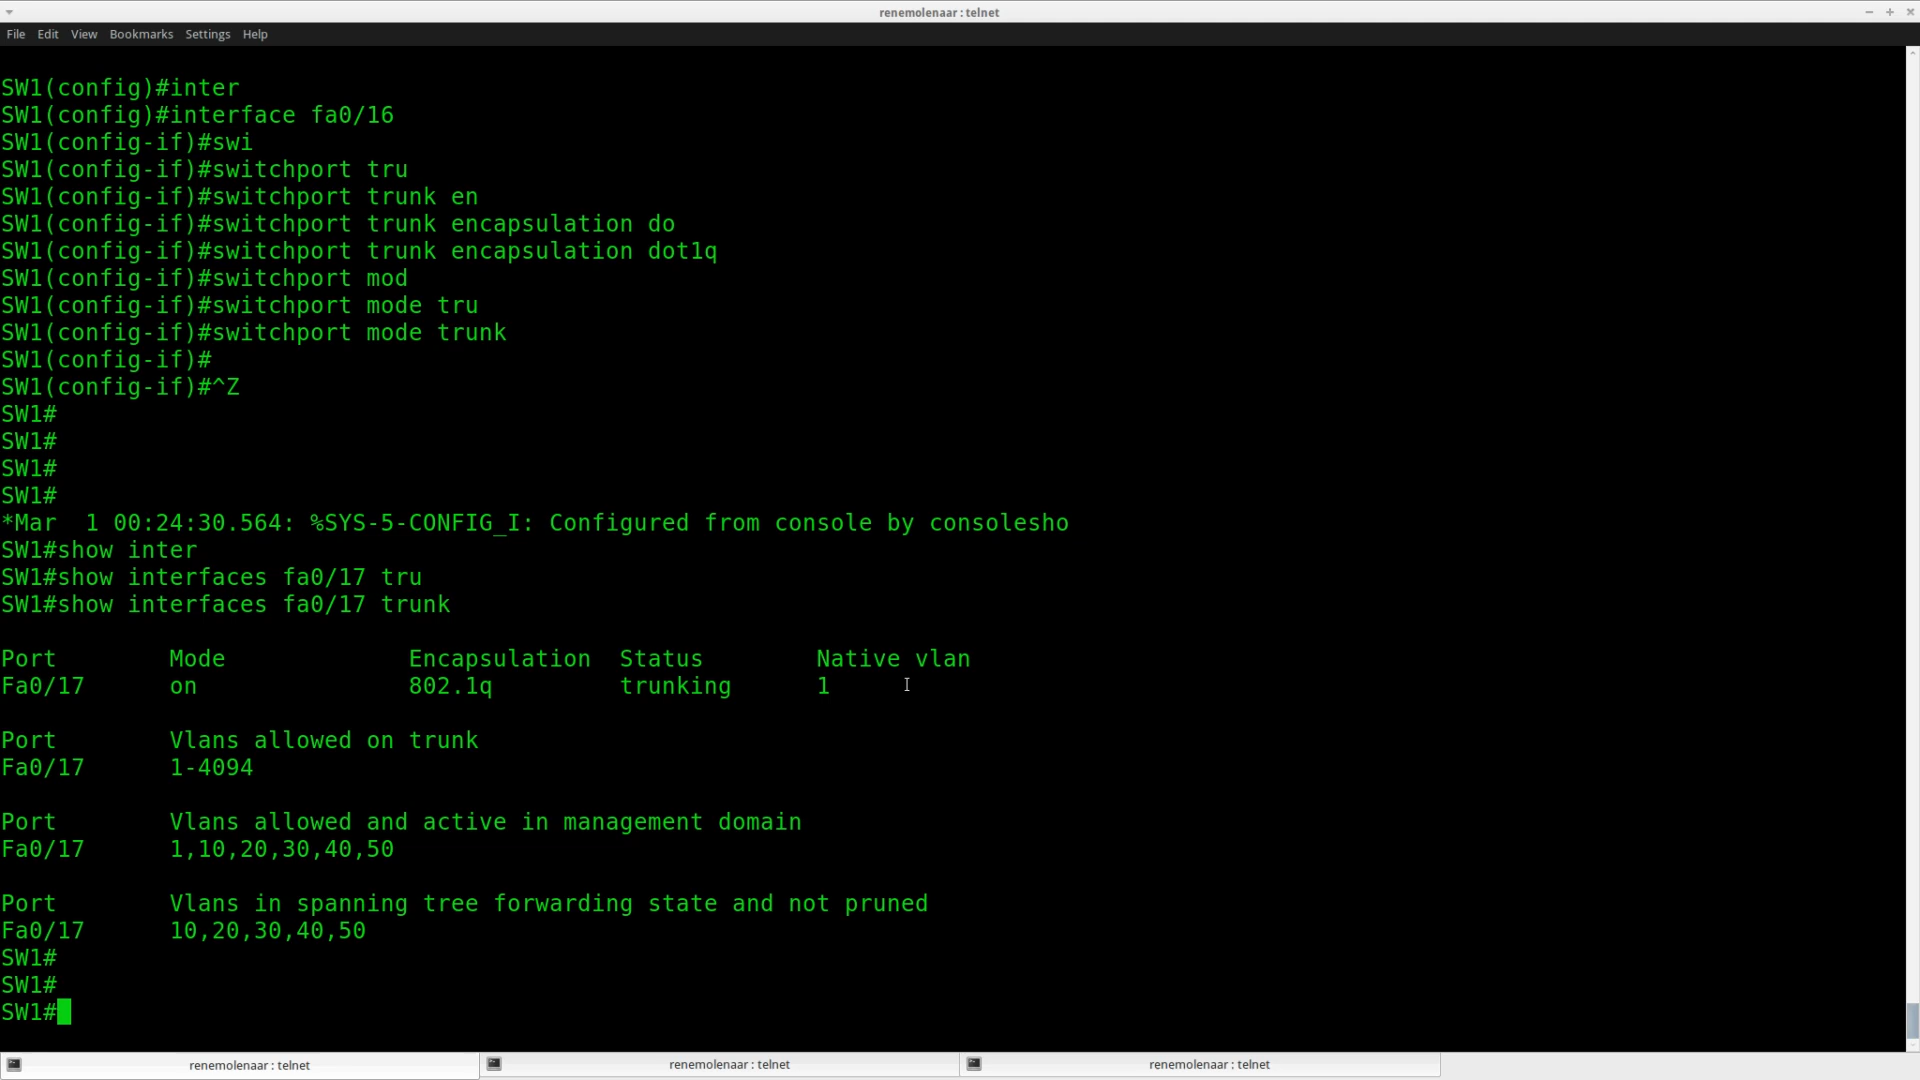 renemolenaar : telnet
File Edit View Bookmarks Settings Help
SW1(config)#inter
SW1(config)#interface fa0/16
SW1(config-if)#swi
SW1(config-if)#switchport tru
SW1(config-if)#switchport trunk en
SW1(config-if)#switchport trunk encapsulation do
SW1(config-if)#switchport trunk encapsulation dot1q
SW1(config-if)#switchport mod
SW1(config-if)#switchport mode tru
SW1(config-if)#switchport mode trunk
SW1(config-if)#
SW1(config-if)#^Z
SW1#
SW1#
SW1#
SW1#
*Mar  1 00:24:30.564: %SYS-5-CONFIG_I: Configured from console by consolesho
SW1#show inter
SW1#show interfaces fa0/17 tru
SW1#show interfaces fa0/17 trunk
Port        Mode             Encapsulation  Status        Native vlan
Fa0/17      on               802.1q         trunking      1
Port        Vlans allowed on trunk
Fa0/17      1-4094
Port        Vlans allowed and active in management domain
Fa0/17      1,10,20,30,40,50
Port        Vlans in spanning tree forwarding state and not pruned
Fa0/17      10,20,30,40,50
SW1#
SW1#
SW1#
renemolenaar : telnet renemolenaar : telnet renemolenaar : telnet